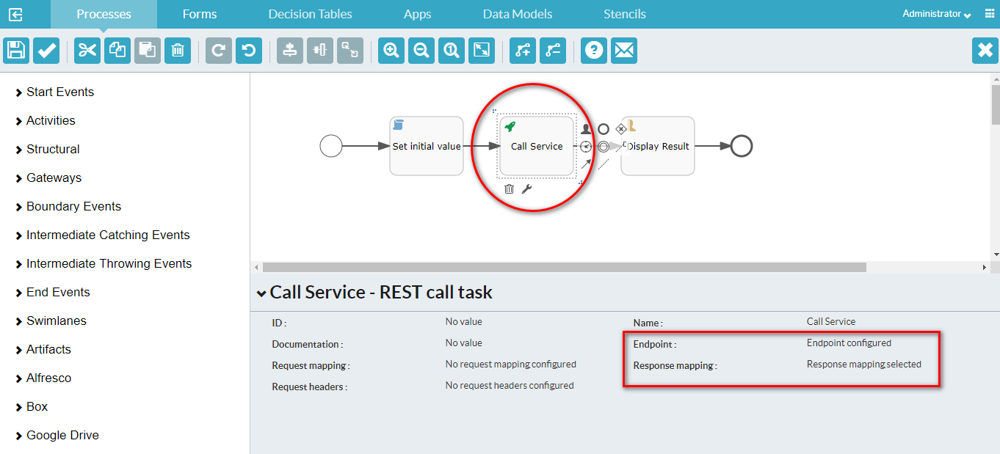 Processes Forms Decision Tables Apps Data Models Stencils Administrator
1 ?
Start Events
Activities
Structural
Gateways
Boundary Events
Intermediate Catching Events
Intermediate Throwing Events
End Events
Swimlanes
Artifacts
Alfresco
Box
Google Drive
Set initial value Call Service Display Result
Call Service - REST call task
ID : No value Name : Call Service
Documentation : No value Endpoint : Endpoint configured
Request mapping : No request mapping configured Response mapping : Response mapping selected
Request headers : No request headers configured